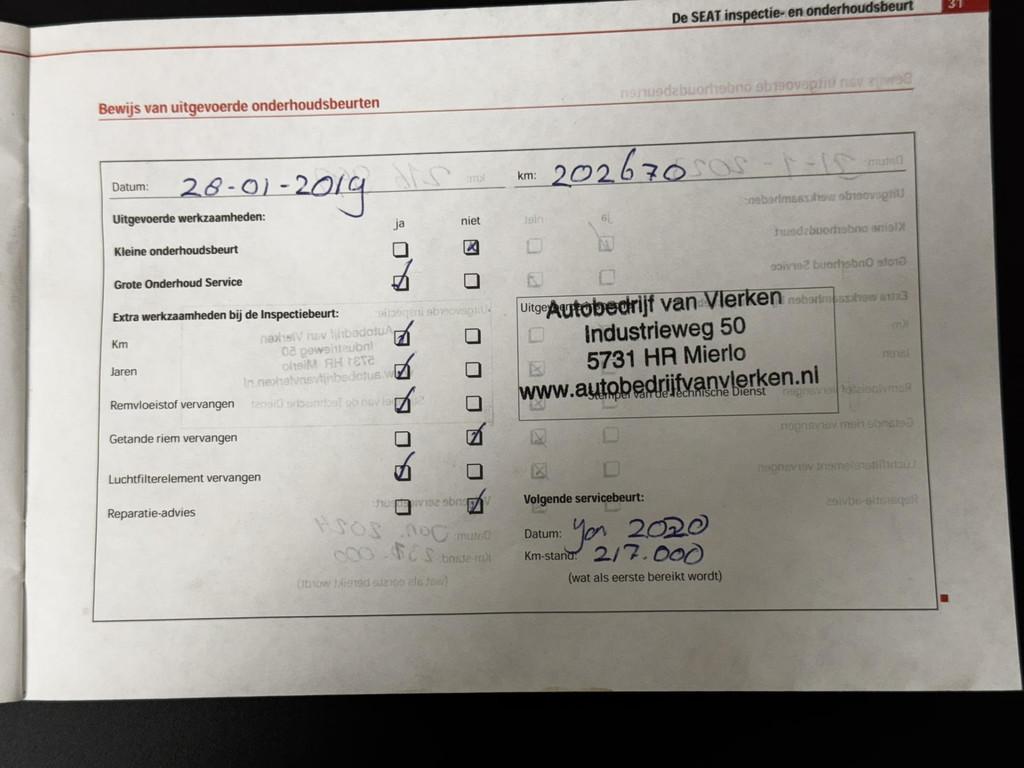 De SEAT inspectie- en onderhoudsbeurt 31
Bewijs van uitgevoerde onderhoudsbeurten
Datum: 28-01-2019 km: 202670
Uitgevoerde werkzaamheden: ja niet
Kleine onderhoudsbeurt
Grote Onderhoud Service
Extra werkzaamheden bij de Inspectiebeurt:
Km
Jaren
Remvloeistof vervangen
Getande riem vervangen
Luchtfilterelement vervangen
Reparatie-advies
Autobedrijf van Vlerken
Industrieweg 50
5731 HR Mierlo
www.autobedrijfvanvlerken.nl
Stempel van de Technische Dienst
Volgende servicebeurt:
Datum: Jan 2020
Km-stand: 217.000
(wat als eerste bereikt wordt)